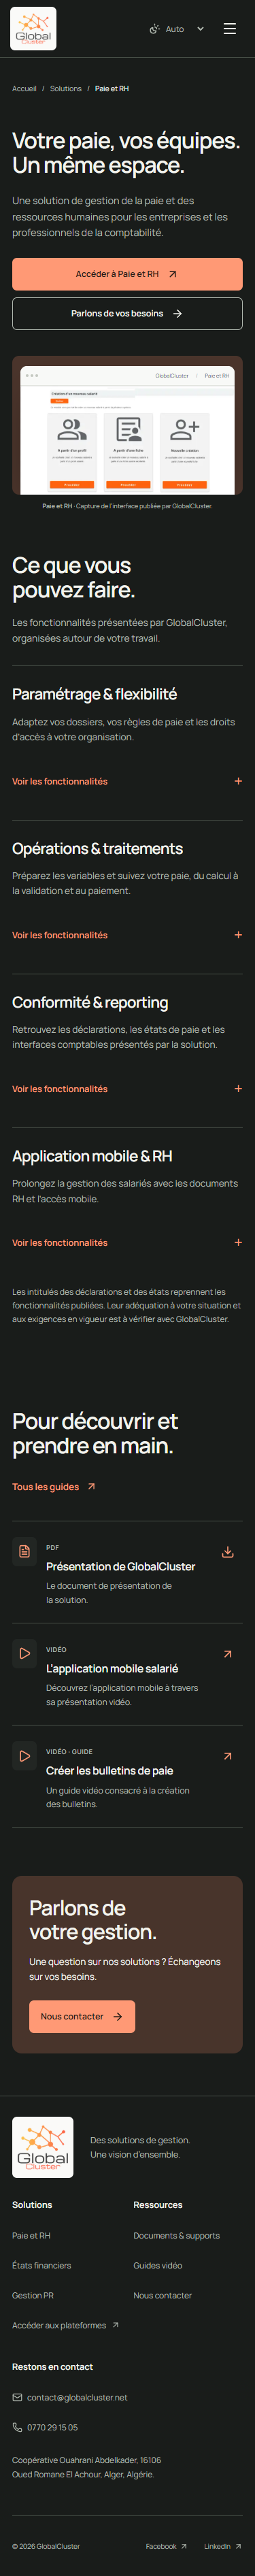 GlobalCluster
Auto
Accueil / Solutions / Paie et RH
Votre paie, vos équipes.
Un même espace.
Une solution de gestion de la paie et des
ressources humaines pour les entreprises et les
professionnels de la comptabilité.
Accéder à Paie et RH
Parlons de vos besoins
GlobalCluster / Paie et RH
Création d'un nouveau salarié
A partir d'un profil
A partir d'une fiche
A partir d'un nouveau
Procéder
Procéder
Procéder
Paie et RH · Capture de l'interface publiée par GlobalCluster.
Ce que vous
pouvez faire.
Les fonctionnalités présentées par GlobalCluster,
organisées autour de votre travail.
Paramétrage & flexibilité
Adaptez vos dossiers, vos règles de paie et les droits
d'accès à votre organisation.
Voir les fonctionnalités +
Opérations & traitements
Préparez les variables et suivez votre paie, du calcul à
la validation et au paiement.
Voir les fonctionnalités +
Conformité & reporting
Retrouvez les déclarations, les états de paie et les
interfaces comptables présentés par la solution.
Voir les fonctionnalités +
Application mobile & RH
Prolongez la gestion des salariés avec les documents
RH et l'accès mobile.
Voir les fonctionnalités +
Les intitulés des déclarations et des états reprennent les
fonctionnalités publiées. Leur adéquation à votre situation et
aux exigences en vigueur est à vérifier avec GlobalCluster.
Pour découvrir et
prendre en main.
Tous les guides
PDF
Présentation de GlobalCluster
Le document de présentation de
la solution.
VIDÉO
L'application mobile salarié
Découvrez l'application mobile à travers
sa présentation vidéo.
VIDÉO · GUIDE
Créer les bulletins de paie
Un guide vidéo consacré à la création
des bulletins.
Parlons de
votre gestion.
Une question sur nos solutions ? Échangeons
sur vos besoins.
Nous contacter
Global
Cluster
Des solutions de gestion.
Une vision d'ensemble.
Solutions
Paie et RH
États financiers
Gestion PR
Accéder aux plateformes
Ressources
Documents & supports
Guides vidéo
Nous contacter
Restons en contact
contact@globalcluster.net
0770 29 15 05
Coopérative Ouahrani Abdelkader, 16106
Oued Romane El Achour, Alger, Algérie.
© 2026 GlobalCluster
Facebook
LinkedIn